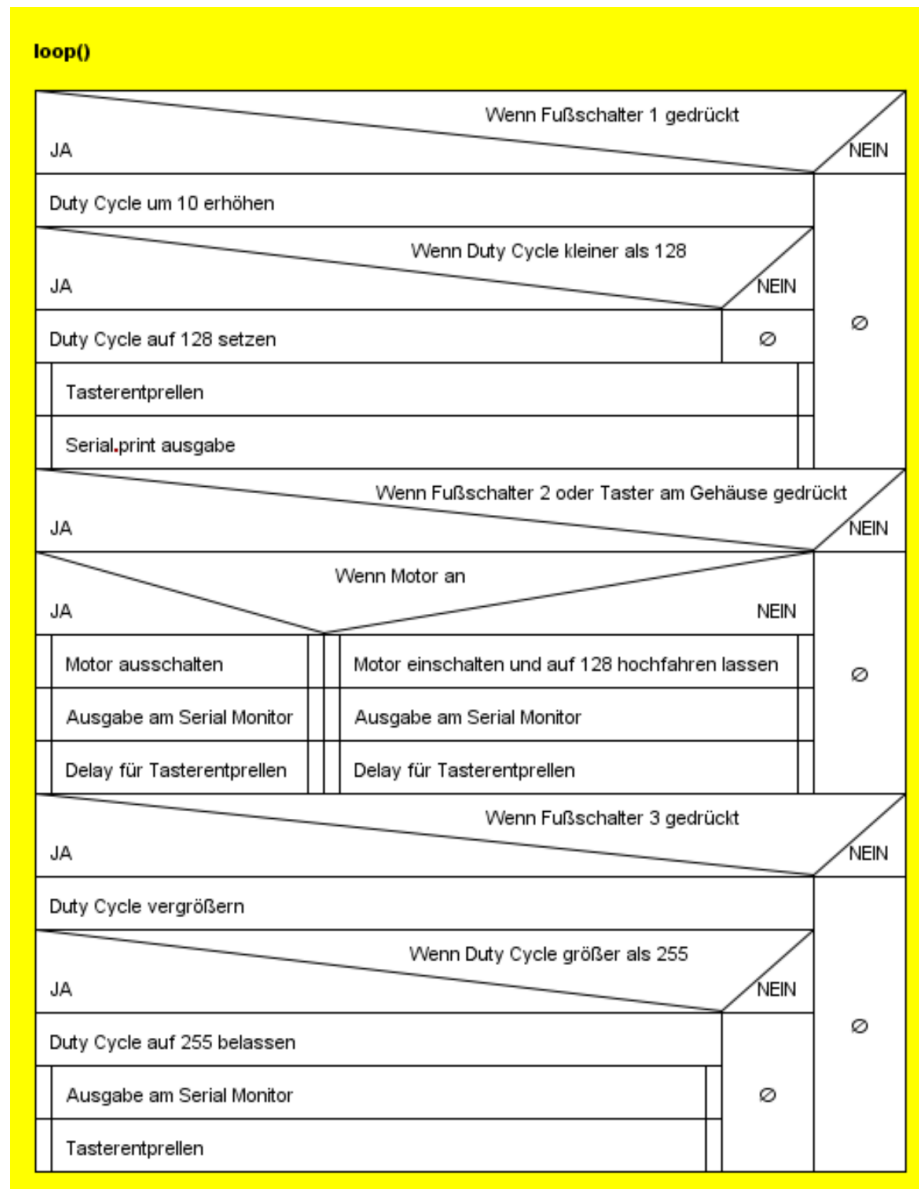 loop()
Wenn Fußschalter 1 gedrückt
JA
NEIN
Duty Cycle um 10 erhöhen
∅
Wenn Duty Cycle kleiner als 128
JA
NEIN
Duty Cycle auf 128 setzen
∅
Tasterentprellen
Serial.print ausgabe
Wenn Fußschalter 2 oder Taster am Gehäuse gedrückt
JA
NEIN
Wenn Motor an
JA
NEIN
∅
Motor ausschalten
Motor einschalten und auf 128 hochfahren lassen
Ausgabe am Serial Monitor
Ausgabe am Serial Monitor
Delay für Tasterentprellen
Delay für Tasterentprellen
Wenn Fußschalter 3 gedrückt
JA
NEIN
Duty Cycle vergrößern
∅
Wenn Duty Cycle größer als 255
JA
NEIN
Duty Cycle auf 255 belassen
∅
Ausgabe am Serial Monitor
Tasterentprellen